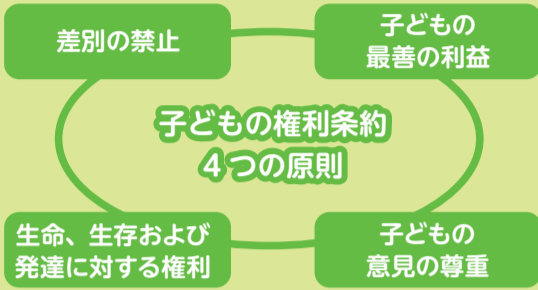 差別の禁止
子どもの
最善の利益
子どもの権利条約
4つの原則
生命、生存および
発達に対する権利
子どもの
意見の尊重